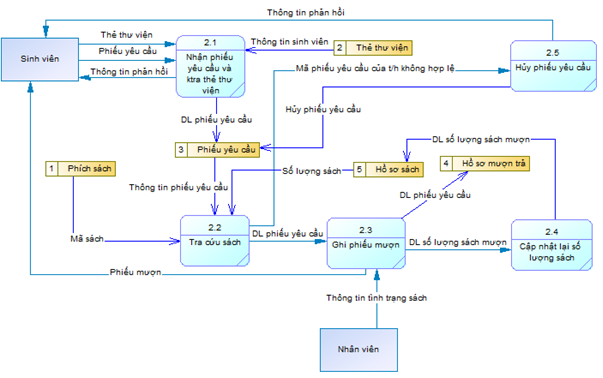 Thông tin phản hồi
Thẻ thư viện
Phiếu yêu cầu
Thông tin phản hồi
Sinh viên
2.1
Nhận phiếu
yêu cầu và
ktra thẻ thư
viện
Thông tin sinh viên
2 Thẻ thư viện
2.5
Hủy phiếu yêu cầu
Mã phiếu yêu cầu của t/h không hợp lệ
Hủy phiếu yêu cầu
DL phiếu yêu cầu
3 Phiếu yêu cầu
DL số lượng sách mượn
1 Phích sách
Số lượng sách
5 Hồ sơ sách
4 Hồ sơ mượn trả
Thông tin phiếu yêu cầu
DL phiếu yêu cầu
2.2
Tra cứu sách
Mã sách
DL phiếu yêu cầu
2.3
Ghi phiếu mượn
DL số lượng sách mượn
2.4
Cập nhật lại số
lượng sách
Phiếu mượn
Thông tin tình trạng sách
Nhân viên